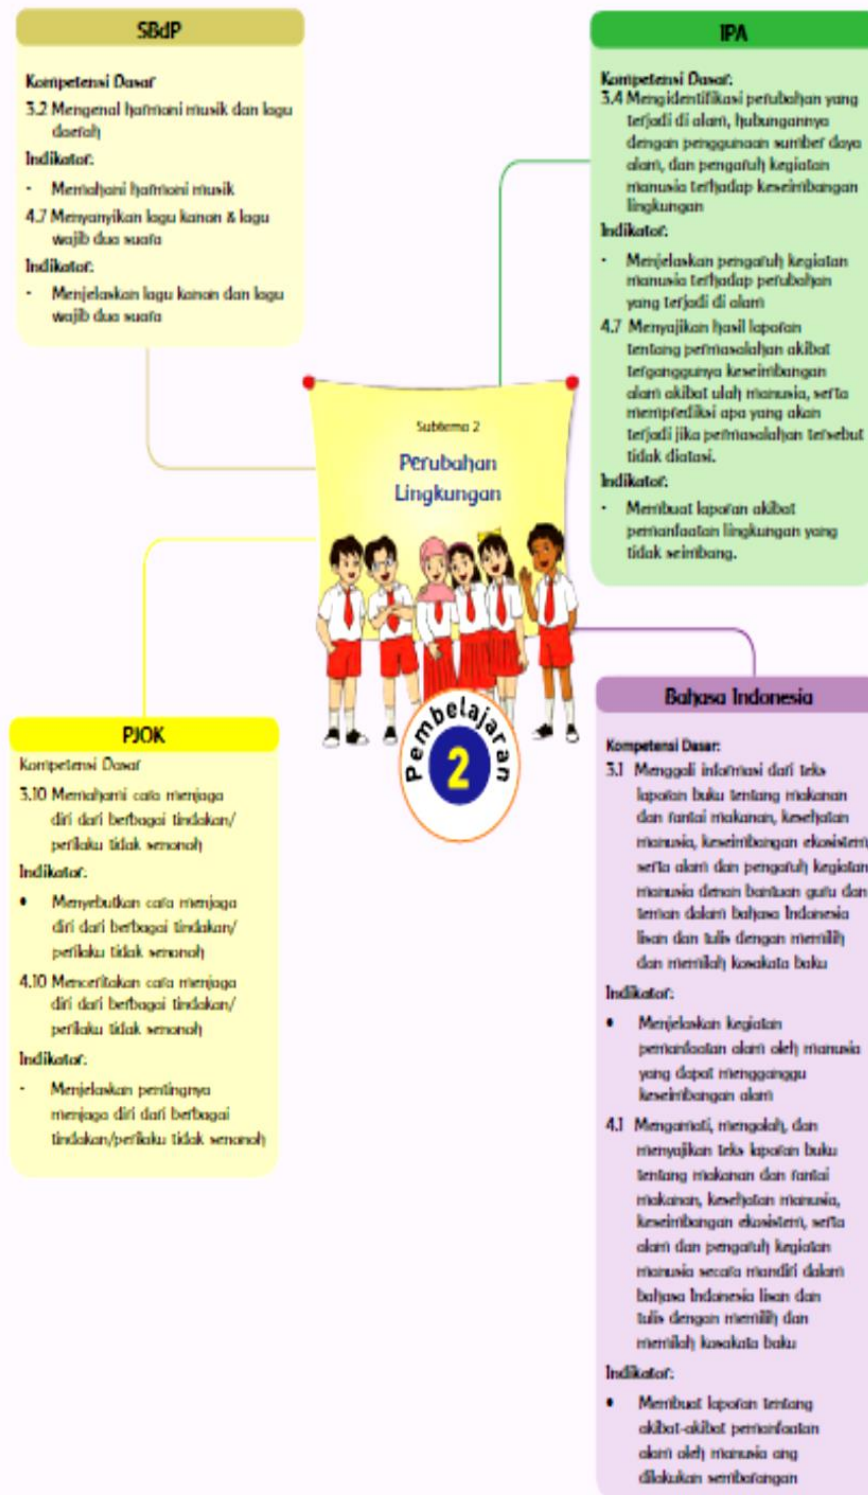 SBdP
Kompetensi Dasar
3.2 Mengenal harmoni musik dan lagu
daerah
Indikator:
- Memahami harmoni musik
4.7 Menyanyikan lagu kanon & lagu
wajib dua suara
Indikator:
- Menjelaskan lagu kanon dan lagu
wajib dua suara
IPA
Kompetensi Dasar:
3.4 Mengidentifikasi perubahan yang
terjadi di alam, hubungannya
dengan penggunaan sumber daya
alam, dan pengaruh kegiatan
manusia terhadap keseimbangan
lingkungan
Indikator:
- Menjelaskan pengaruh kegiatan
manusia terhadap perubahan
yang terjadi di alam
4.7 Menyajikan hasil laporan
tentang permasalahan akibat
terganggunya keseimbangan
alam akibat ulah manusia, serta
memprediksi apa yang akan
terjadi jika permasalahan tersebut
tidak diatasi.
Indikator:
- Membuat laporan akibat
pemanfaatan lingkungan yang
tidak seimbang.
Subtema 2
Perubahan
Lingkungan
Pembelajaran
2
PJOK
Kompetensi Dasar
3.10 Memahami cara menjaga
diri dari berbagai tindakan/
perilaku tidak senonoh
Indikator:
• Menyebutkan cara menjaga
diri dari berbagai tindakan/
perilaku tidak senonoh
4.10 Menceritakan cara menjaga
diri dari berbagai tindakan/
perilaku tidak senonoh
Indikator:
- Menjelaskan pentingnya
menjaga diri dari berbagai
tindakan/perilaku tidak senonoh
Bahasa Indonesia
Kompetensi Dasar:
3.1 Menggali informasi dari teks
laporan buku tentang makanan
dan rantai makanan, kesehatan
manusia, keseimbangan ekosistem,
serta alam dan pengaruh kegiatan
manusia denan bantuan guru dan
teman dalam bahasa Indonesia
lisan dan tulis dengan memilih
dan memilah kosakata baku
Indikator:
• Menjelaskan kegiatan
pemanfaatan alam oleh manusia
yang dapat mengganggu
keseimbangan alam
4.1 Mengamati, mengolah, dan
menyajikan teks laporan buku
tentang makanan dan rantai
makanan, kesehatan manusia,
keseimbangan ekosistem, serta
alam dan pengaruh kegiatan
manusia secara mandiri dalam
bahasa Indonesia lisan dan
tulis dengan memilih dan
memilah kosakata baku
Indikator:
• Membuat laporan tentang
akibat-akibat pemanfaatan
alam oleh manusia ang
dilakukan sembarangan